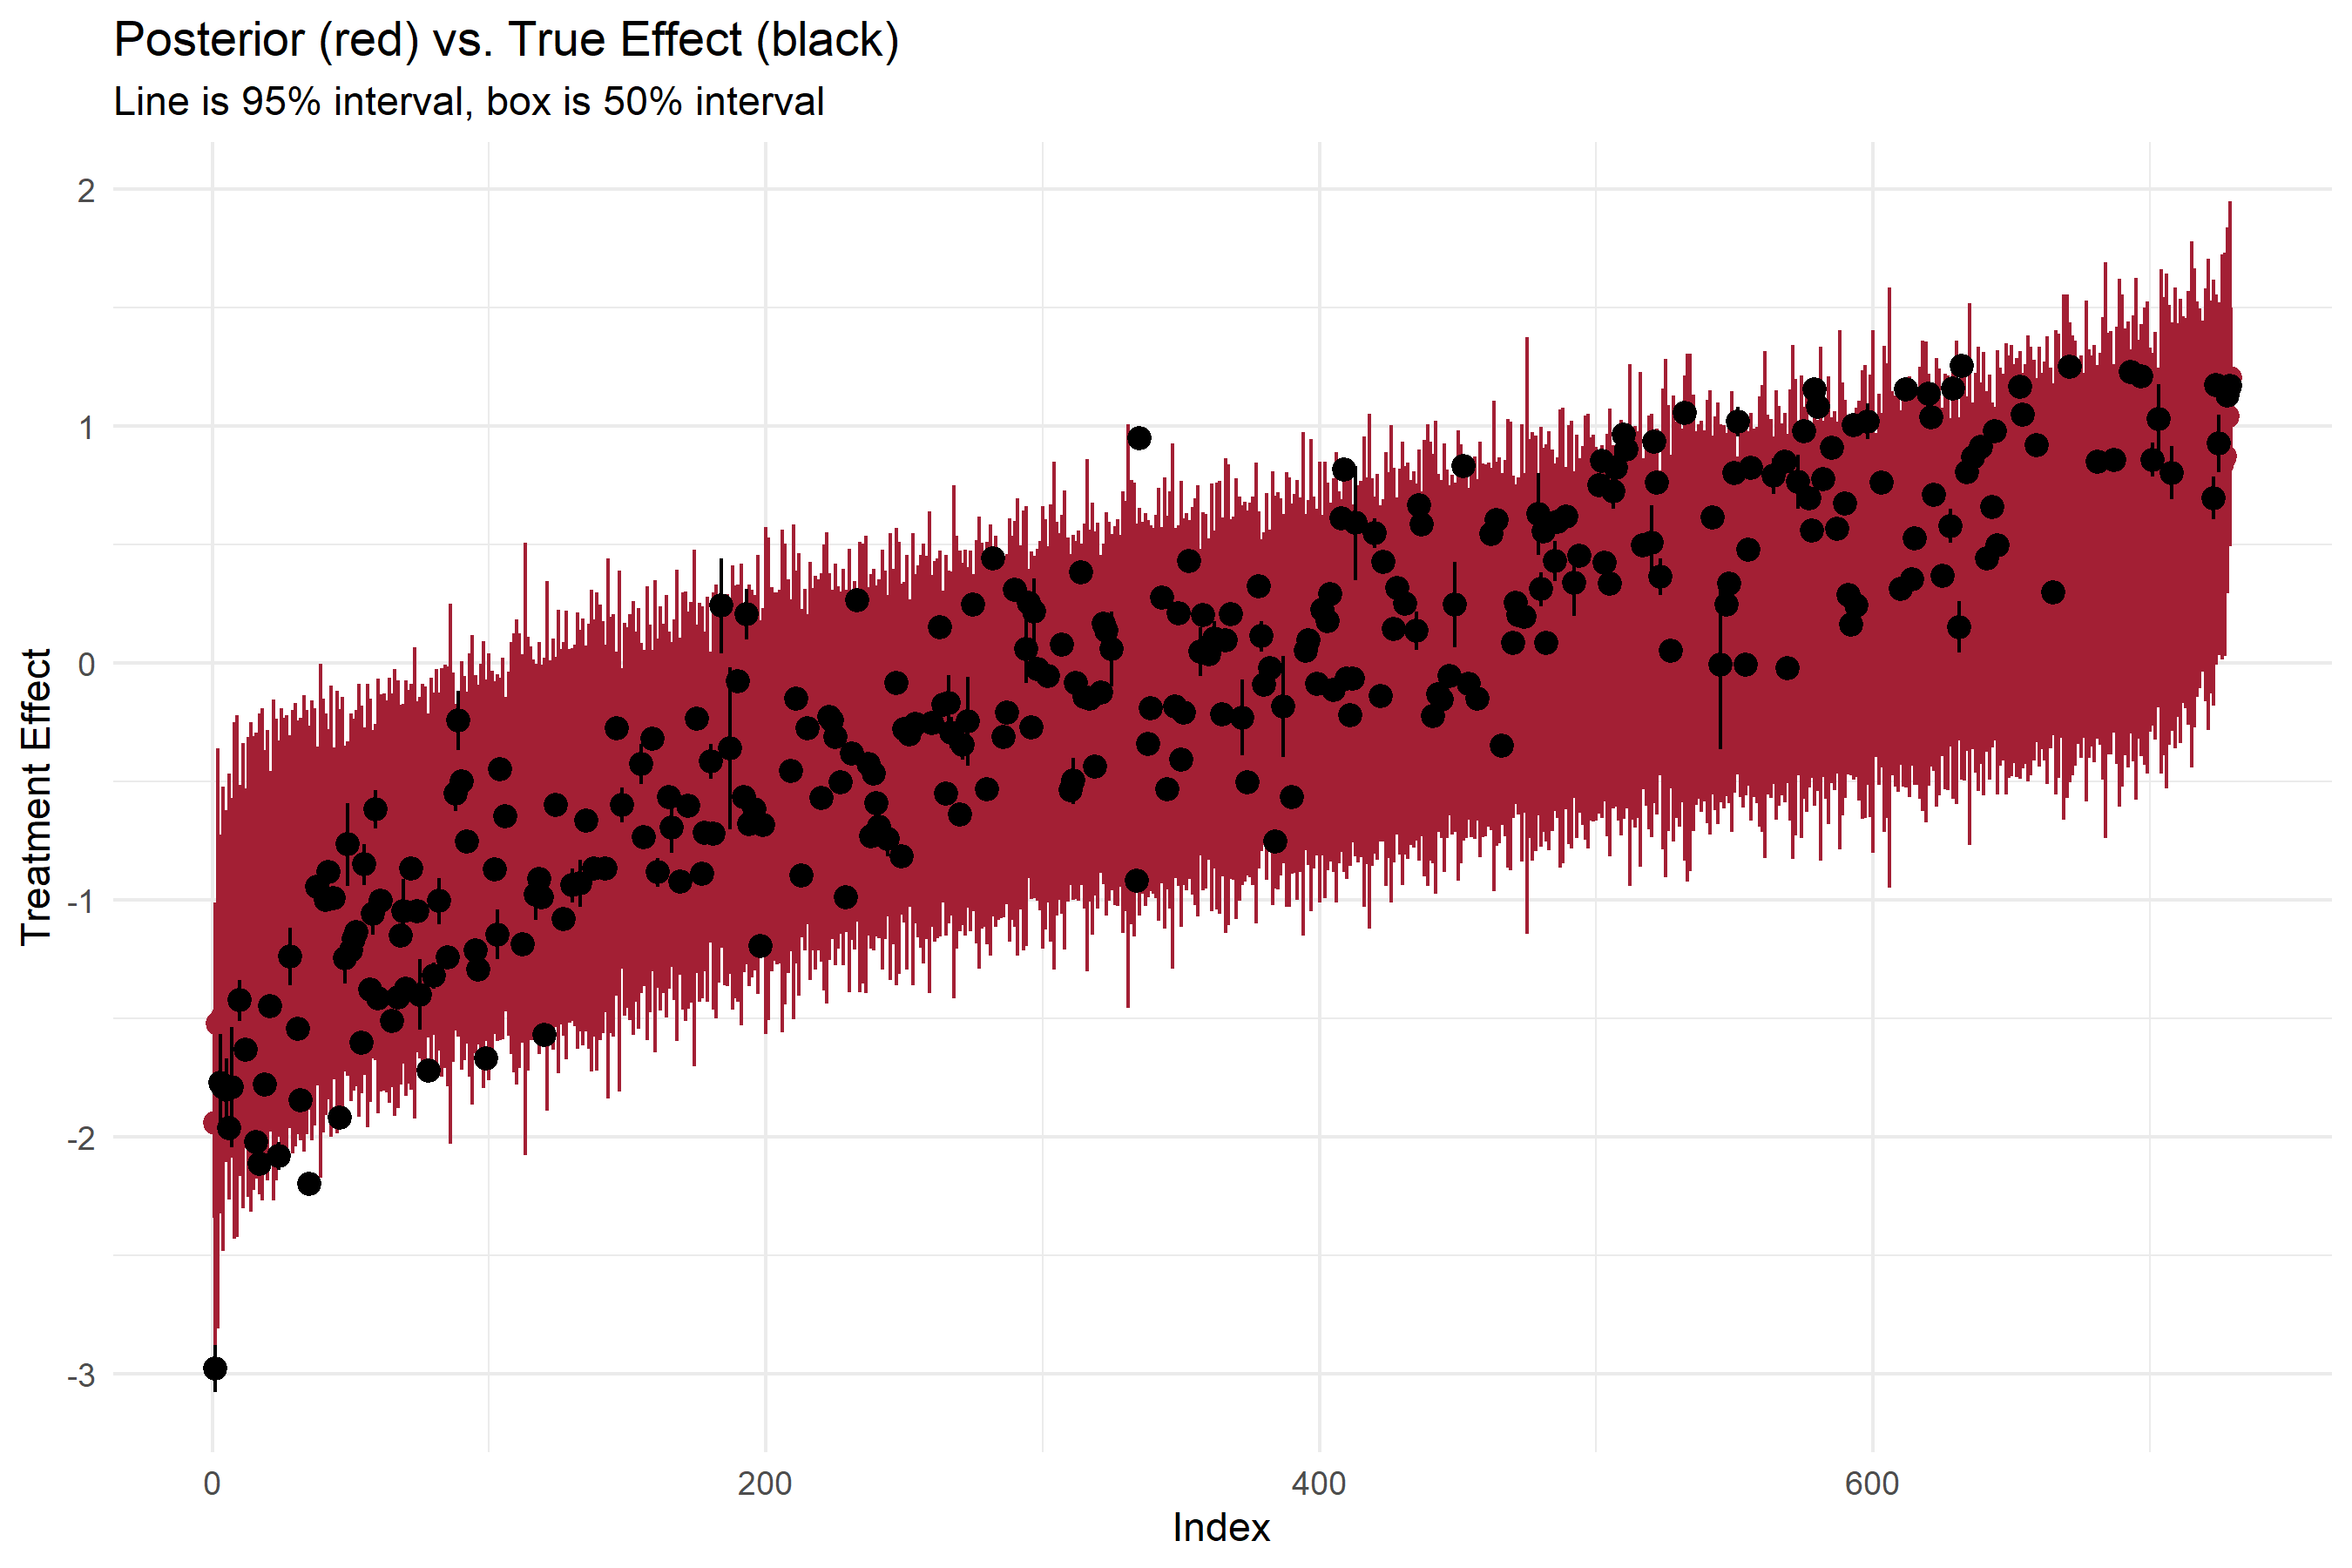 Posterior (red) vs. True Effect (black)
Line is 95% interval, box is 50% interval
Treatment Effect
2
1
0
-1
-2
-3
0
200
400
600
Index